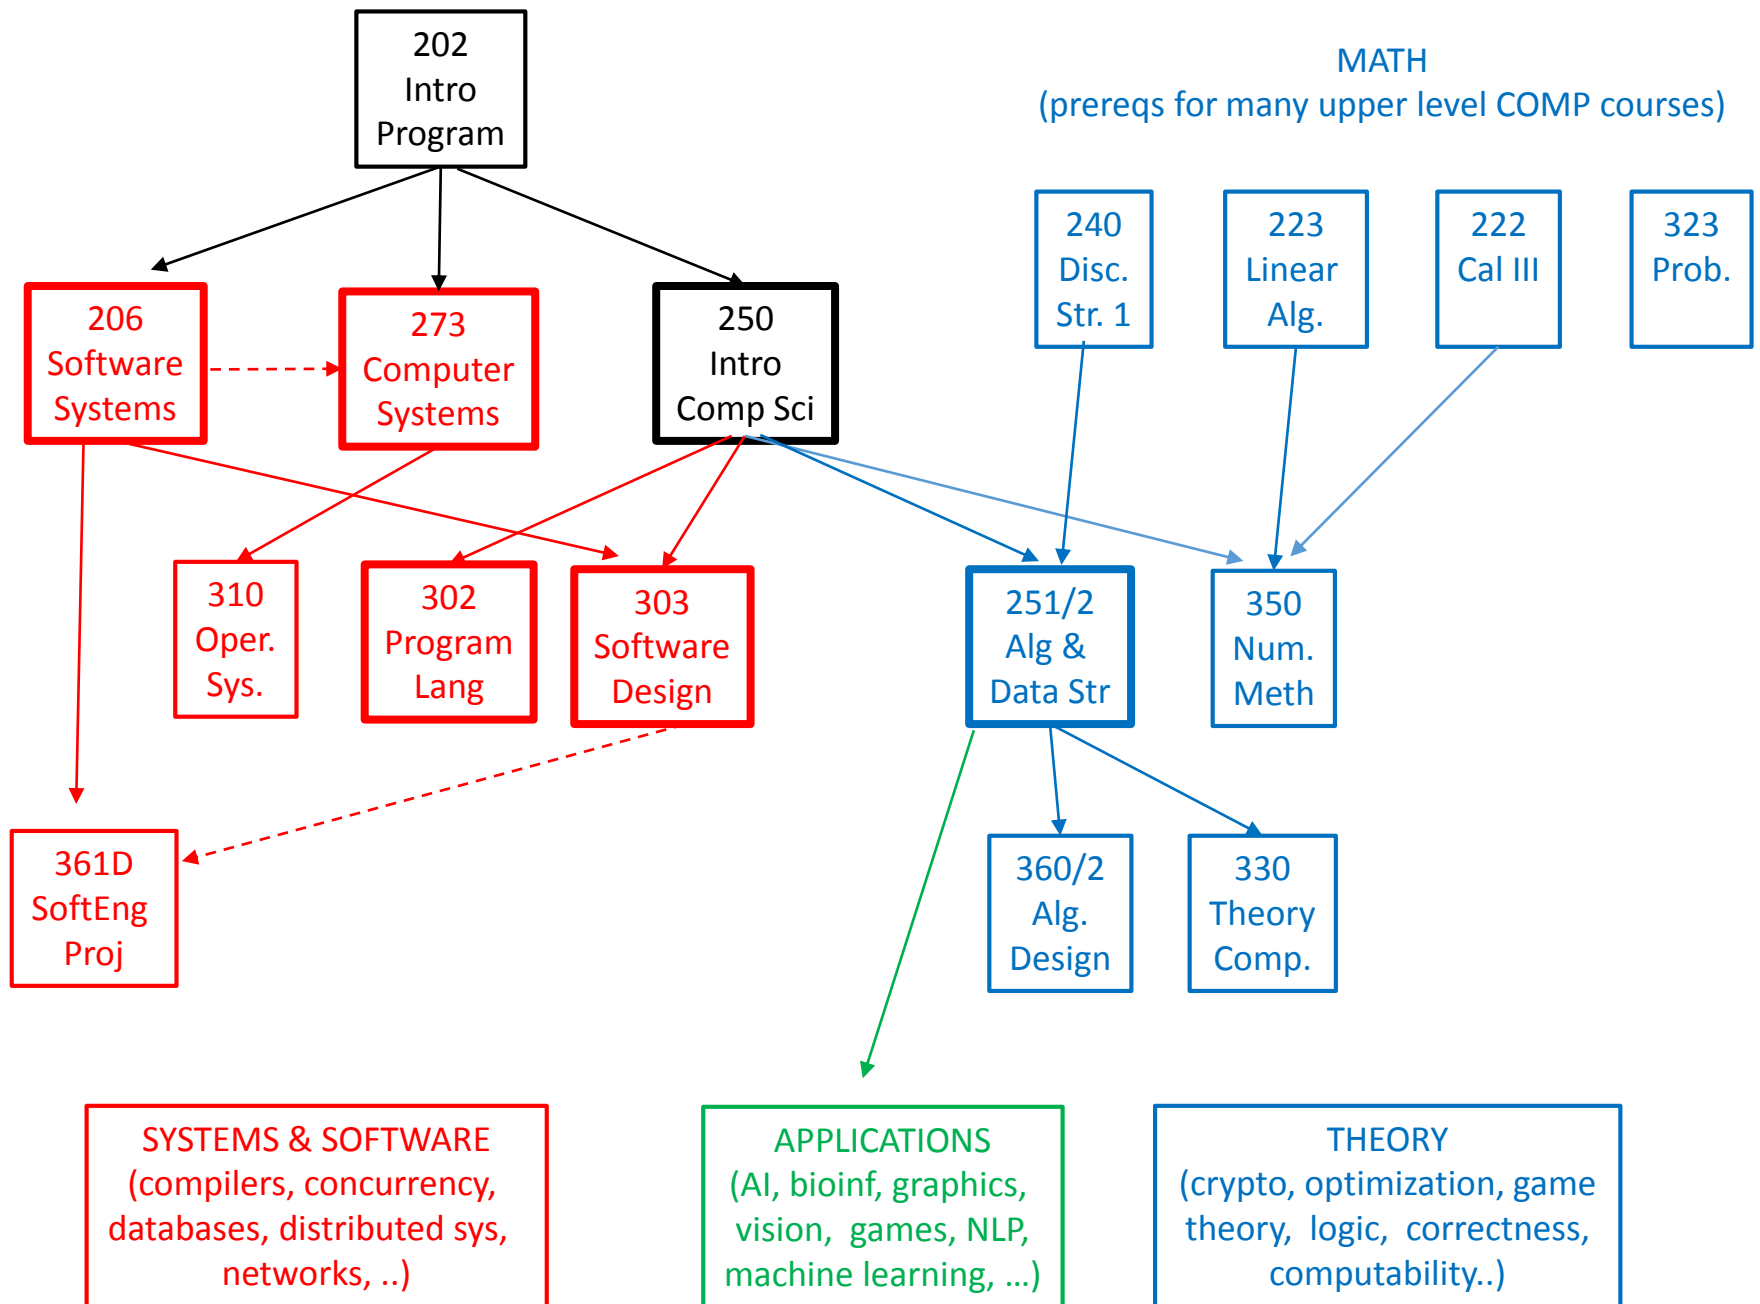 202
Intro
Program
MATH
(prereqs for many upper level COMP courses)
240
Disc.
Str. 1
223
Linear
Alg.
222
Cal III
323
Prob.
206
Software
Systems
273
Computer
Systems
250
Intro
Comp Sci
310
Oper.
Sys.
302
Program
Lang
303
Software
Design
251/2
Alg &
Data Str
350
Num.
Meth
361D
SoftEng
Proj
360/2
Alg.
Design
330
Theory
Comp.
SYSTEMS & SOFTWARE
(compilers, concurrency,
databases, distributed sys,
networks, ..)
APPLICATIONS
(AI, bioinf, graphics,
vision, games, NLP,
machine learning, ...)
THEORY
(crypto, optimization, game
theory, logic, correctness,
computability..)